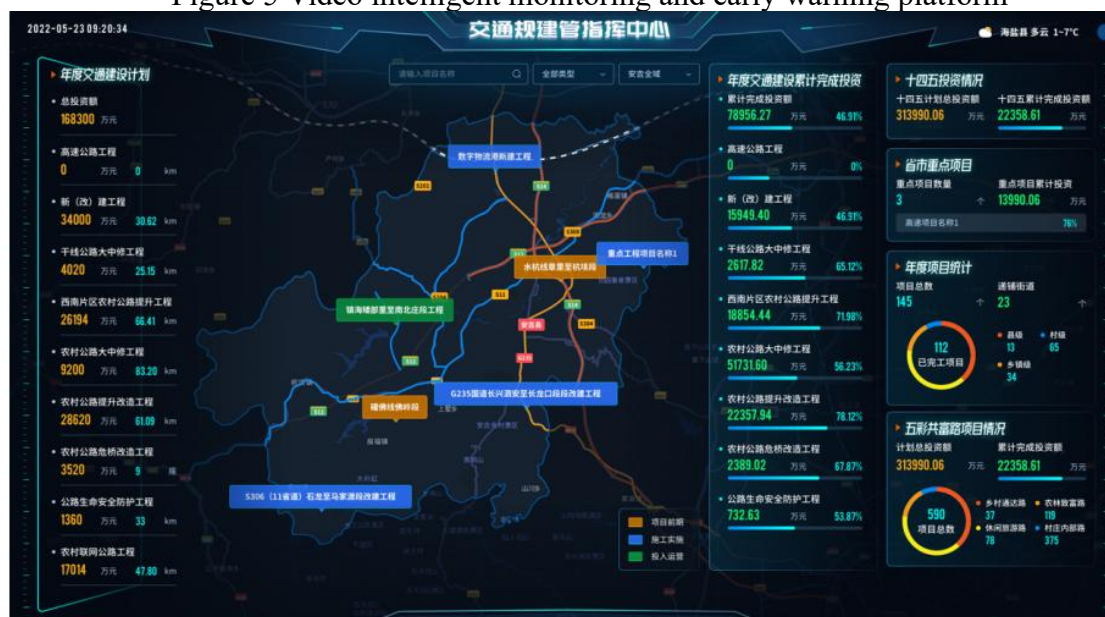 Figure 5 Video intelligent monitoring and early warning platform
2022-05-23 09:20:34
交通规建管指挥中心
海盐县 多云 1~7℃
年度交通建设计划
总投资额
168300 万元
高速公路工程
0 万元 0 km
新（改）建工程
34000 万元 30.62 km
干线公路大中修工程
4020 万元 25.15 km
西南片区农村公路提升工程
26194 万元 66.41 km
农村公路大中修工程
9200 万元 83.20 km
农村公路提升改造工程
28620 万元 61.09 km
农村公路危桥改造工程
3520 万元 9 座
公路生命安全防护工程
1360 万元 33 km
农村联网公路工程
17014 万元 47.80 km
请输入项目名称
全部类型
安吉全域
数字物流港新建工程
S201
S14
S306
重点工程项目名称1
水杭线章里至杭垓段
S11
镇海嶁部里至南北庄段工程
S14
S304
安吉县
G235
S12
G235国道长兴泗安至长龙口段段改建工程
S12
上墅乡
报福镇
山川乡
S306（11省道）石龙至马家渡段改建工程
项目前期
施工实施
投入运营
年度交通建设累计完成投资
累计完成投资额
78956.27 万元 46.91%
高速公路工程
0 万元 0%
新（改）建工程
15949.40 万元 46.91%
干线公路大中修工程
2617.82 万元 65.12%
西南片区农村公路提升工程
18854.44 万元 71.98%
农村公路大中修工程
51731.60 万元 56.23%
农村公路提升改造工程
22357.94 万元 78.12%
农村公路危桥改造工程
2389.02 万元 67.87%
公路生命安全防护工程
732.63 万元 53.87%
十四五投资情况
十四五计划总投资额 十四五累计完成投资额
313990.06 万元 22358.61 万元
省市重点项目
重点项目数量 重点项目累计投资
3 个 13990.06 万元
高速项目名称1 76%
年度项目统计
项目总数 递铺街道
145 个 23 个
112
已完工项目
县级 村级
13 65
乡镇级
34
五彩共富路项目情况
计划总投资额 累计完成投资额
313990.06 万元 22358.61 万元
590
项目总数
乡村通达路 农林致富路
37 119
休闲旅游路 村庄内部路
78 375